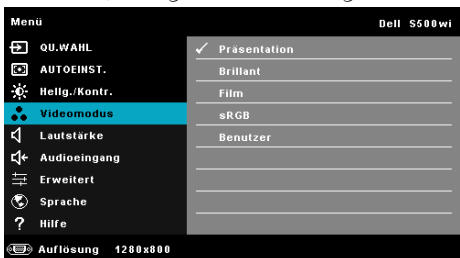 Menü Dell S500wi
QU.WAHL
AUTOEINST.
Hellg./Kontr.
Videomodus
Lautstärke
Audioeingang
Erweitert
Sprache
? Hilfe
✓ Präsentation
Brillant
Film
sRGB
Benutzer
Auflösung 1280x800